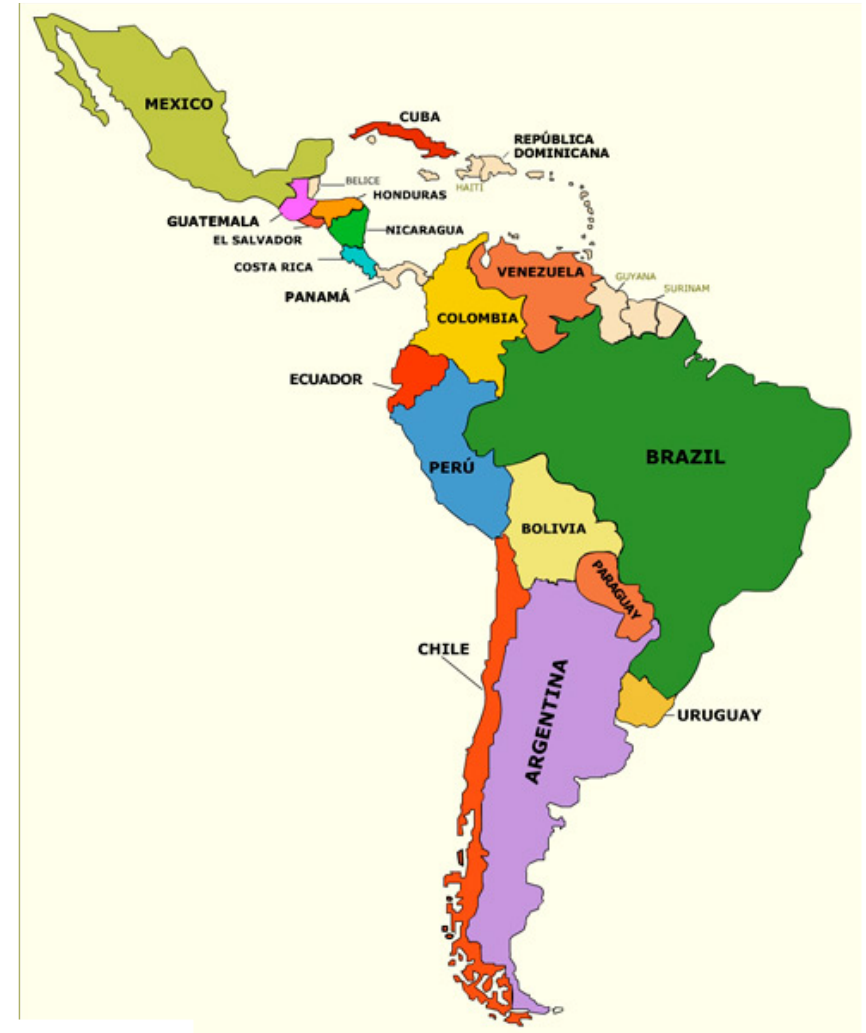 MEXICO
CUBA
REPÚBLICA
DOMINICANA
BELICE
HAITÍ
HONDURAS
GUATEMALA
NICARAGUA
EL SALVADOR
COSTA RICA
PANAMÁ
VENEZUELA
GUYANA
SURINAM
COLOMBIA
ECUADOR
BRAZIL
PERÚ
BOLIVIA
PARAGUAY
CHILE
ARGENTINA
URUGUAY